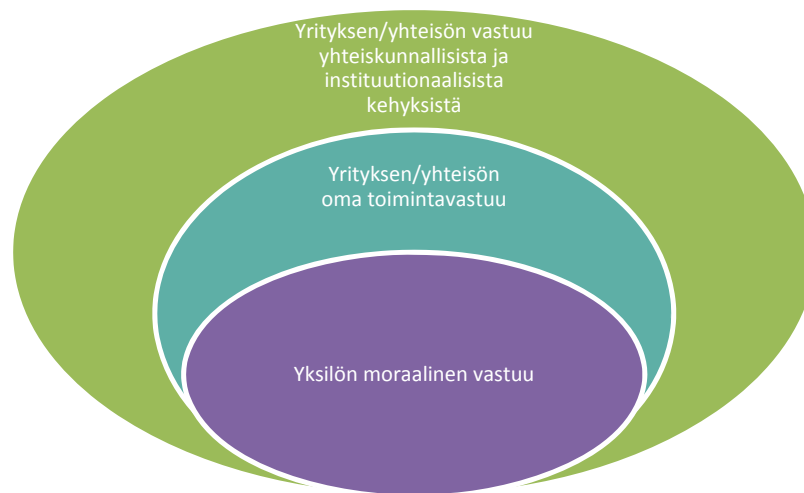 Yrityksen/yhteisön vastuu
yhteiskunnallisista ja
instituutionaalisista
kehyksistä
Yrityksen/yhteisön
oma toimintavastuu
Yksilön moraalinen vastuu